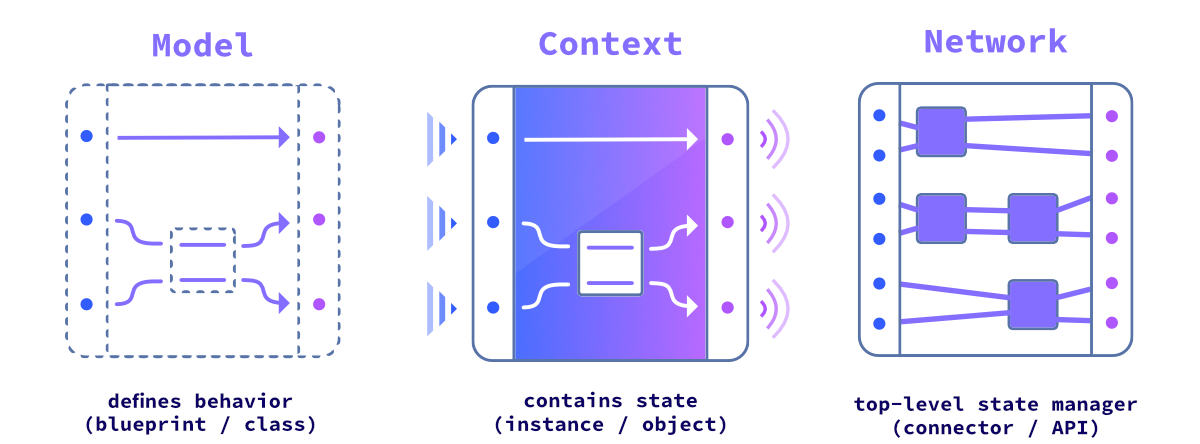 Model
Context
Network
defines behavior
(blueprint / class)
contains state
(instance / object)
top-level state manager
(connector / API)